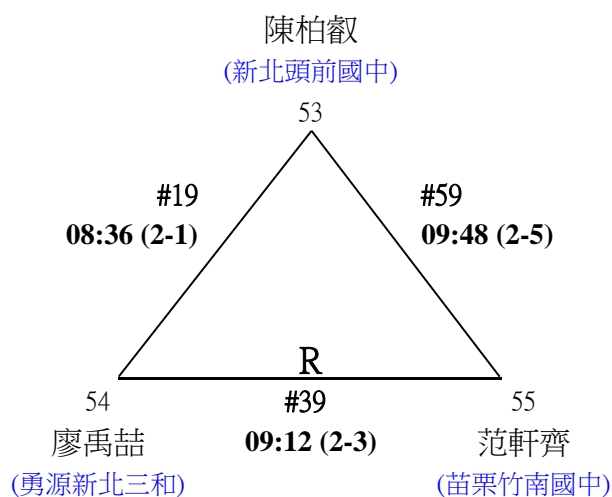 陳柏叡
(新北頭前國中)
53
#19
08:36 (2-1)
#59
09:48 (2-5)
R
54
#39
55
廖禹喆
09:12 (2-3)
范軒齊
(勇源新北三和)
(苗栗竹南國中)